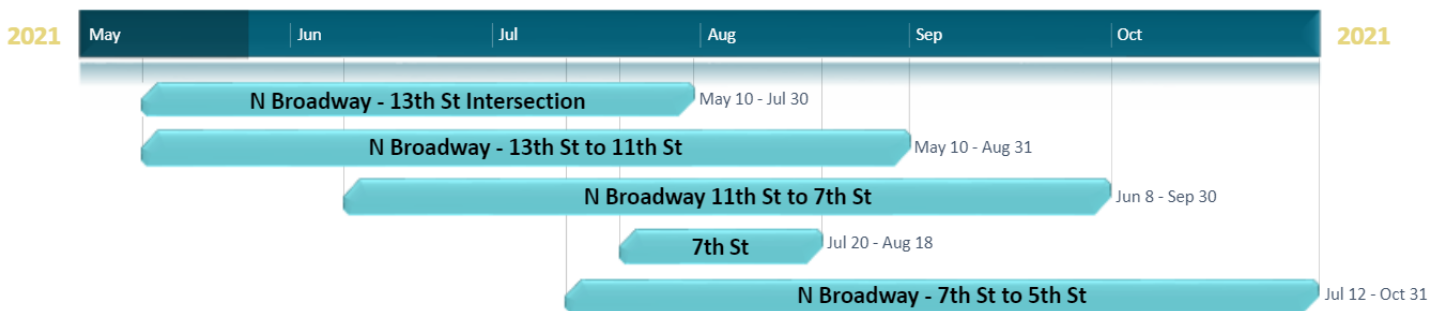 2021 May Jun Jul Aug Sep Oct 2021
N Broadway - 13th St Intersection May 10 - Jul 30
N Broadway - 13th St to 11th St May 10 - Aug 31
N Broadway 11th St to 7th St Jun 8 - Sep 30
7th St Jul 20 - Aug 18
N Broadway - 7th St to 5th St Jul 12 - Oct 31